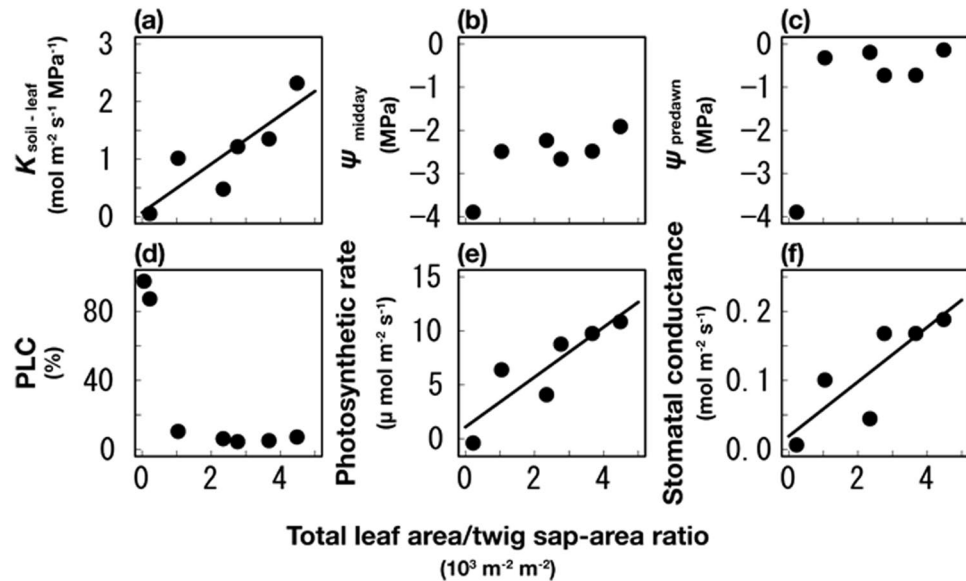 (a)
(b)
(c)
3
2
1
0
K soil - leaf
(mol m⁻² s⁻¹ MPa⁻¹)
0
−1
−2
−3
−4
Ψ midday
(MPa)
0
−1
−2
−3
−4
Ψ predawn
(MPa)
(d)
(e)
(f)
80
40
0
PLC
(%)
0 2 4
15
10
5
0
Photosynthetic rate
(μ mol m⁻² s⁻¹)
0 2 4
0.2
0.1
0.0
Stomatal conductance
(mol m⁻² s⁻¹)
0 2 4
Total leaf area/twig sap-area ratio
(10³ m⁻² m⁻²)